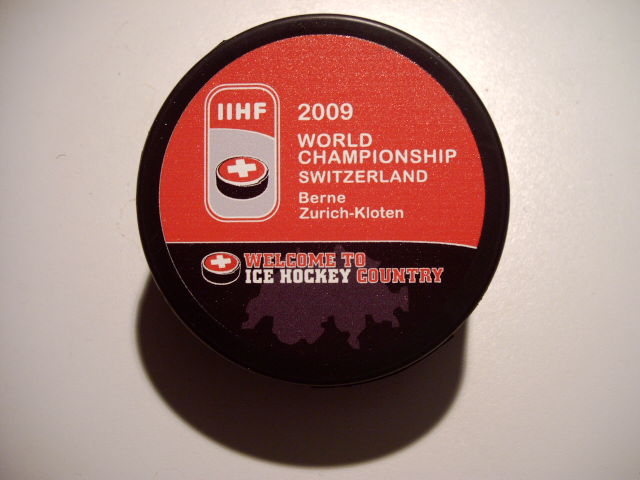 IIHF
2009
WORLD
CHAMPIONSHIP
SWITZERLAND
Berne
Zurich-Kloten
WELCOME TO
ICE HOCKEY COUNTRY